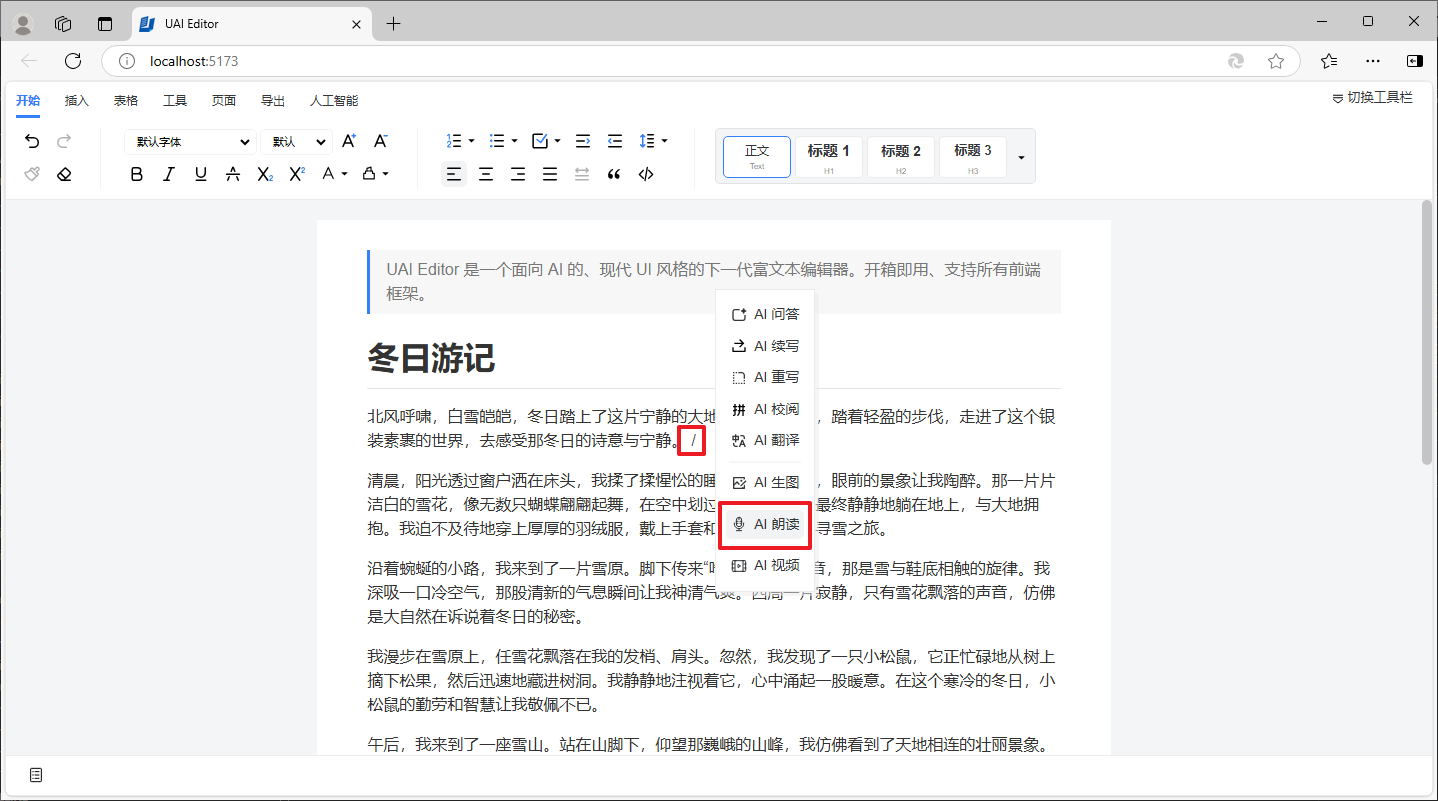 UAI Editor
localhost:5173
开始 插入 表格 工具 页面 导出 人工智能 切换工具栏
默认字体 默认 A+ A-
正文 标题 1 标题 2 标题 3
Text H1 H2 H3
B I U A X₂ X² A
UAI Editor 是一个面向 AI 的、现代 UI 风格的下一代富文本编辑器。开箱即用、支持所有前端
框架。
冬日游记
北风呼啸，白雪皑皑，冬日踏上了这片宁静的大地 ，踏着轻盈的步伐，走进了这个银
装素裹的世界，去感受那冬日的诗意与宁静。 /
清晨，阳光透过窗户洒在床头，我揉了揉惺忪的睡 ，眼前的景象让我陶醉。那一片片
洁白的雪花，像无数只蝴蝶翩翩起舞，在空中划过 最终静静地躺在地上，与大地拥
抱。我迫不及待地穿上厚厚的羽绒服，戴上手套和 寻雪之旅。
沿着蜿蜒的小路，我来到了一片雪原。脚下传来“ 音，那是雪与鞋底相触的旋律。我
深吸一口冷空气，那股清新的气息瞬间让我神清气爽。四周一片寂静，只有雪花飘落的声音，仿佛
是大自然在诉说着冬日的秘密。
我漫步在雪原上，任雪花飘落在我的发梢、肩头。忽然，我发现了一只小松鼠，它正忙碌地从树上
摘下松果，然后迅速地藏进树洞。我静静地注视着它，心中涌起一股暖意。在这个寒冷的冬日，小
松鼠的勤劳和智慧让我敬佩不已。
午后，我来到了一座雪山。站在山脚下，仰望那巍峨的山峰，我仿佛看到了天地相连的壮丽景象。
AI 问答
AI 续写
AI 重写
AI 校阅
AI 翻译
AI 生图
AI 朗读
AI 视频